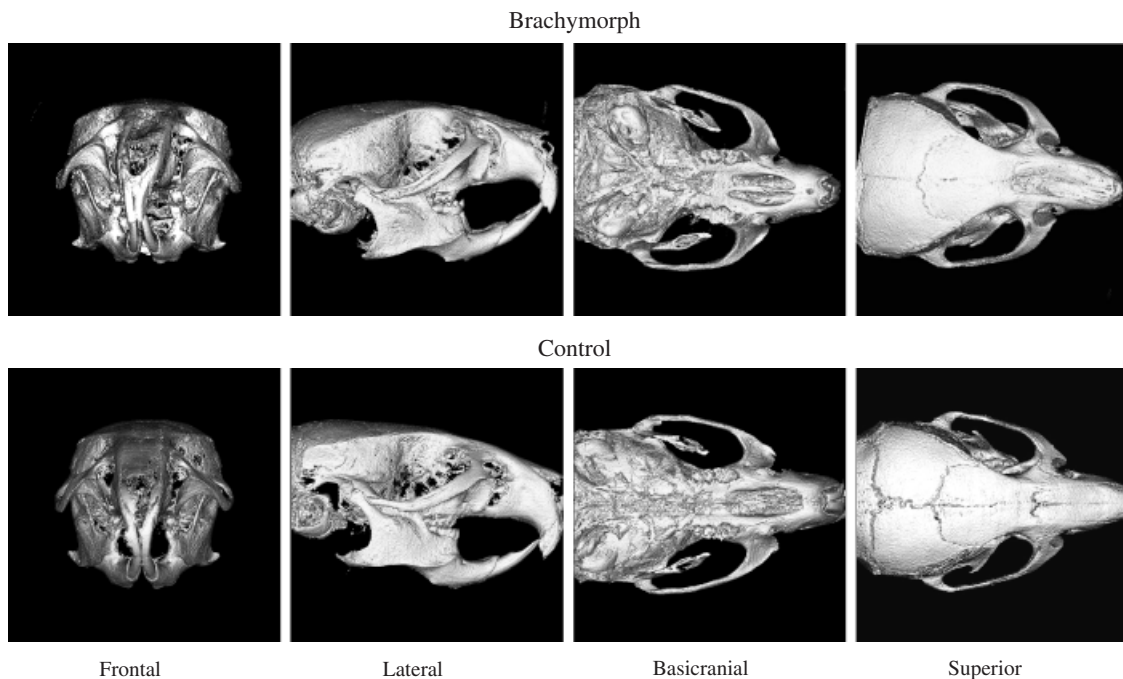 Brachymorph
Control
Frontal
Lateral
Basicranial
Superior